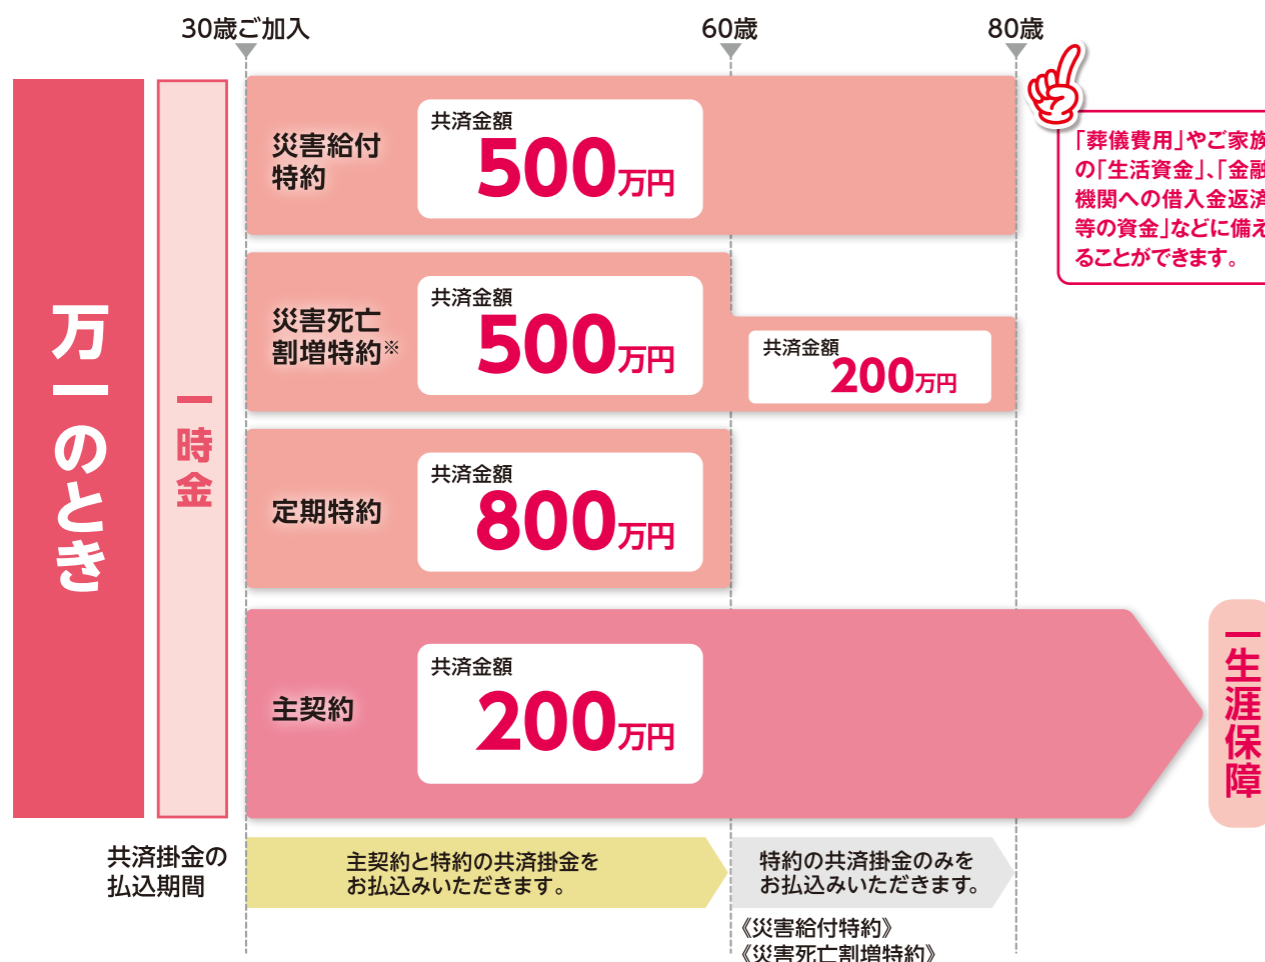 30歳ご加入
60歳
80歳
万一のとき
一時金
災害給付
特約
共済金額
500万円
「葬儀費用」やご家族
の「生活資金」、「金融
機関への借入金返済
等の資金」などに備え
ることができます。
災害死亡
割増特約※
共済金額
500万円
共済金額
200万円
定期特約
共済金額
800万円
主契約
共済金額
200万円
一生涯保障
共済掛金の
払込期間
主契約と特約の共済掛金を
お払込みいただきます。
特約の共済掛金のみを
お払込みいただきます。
《災害給付特約》
《災害死亡割増特約》